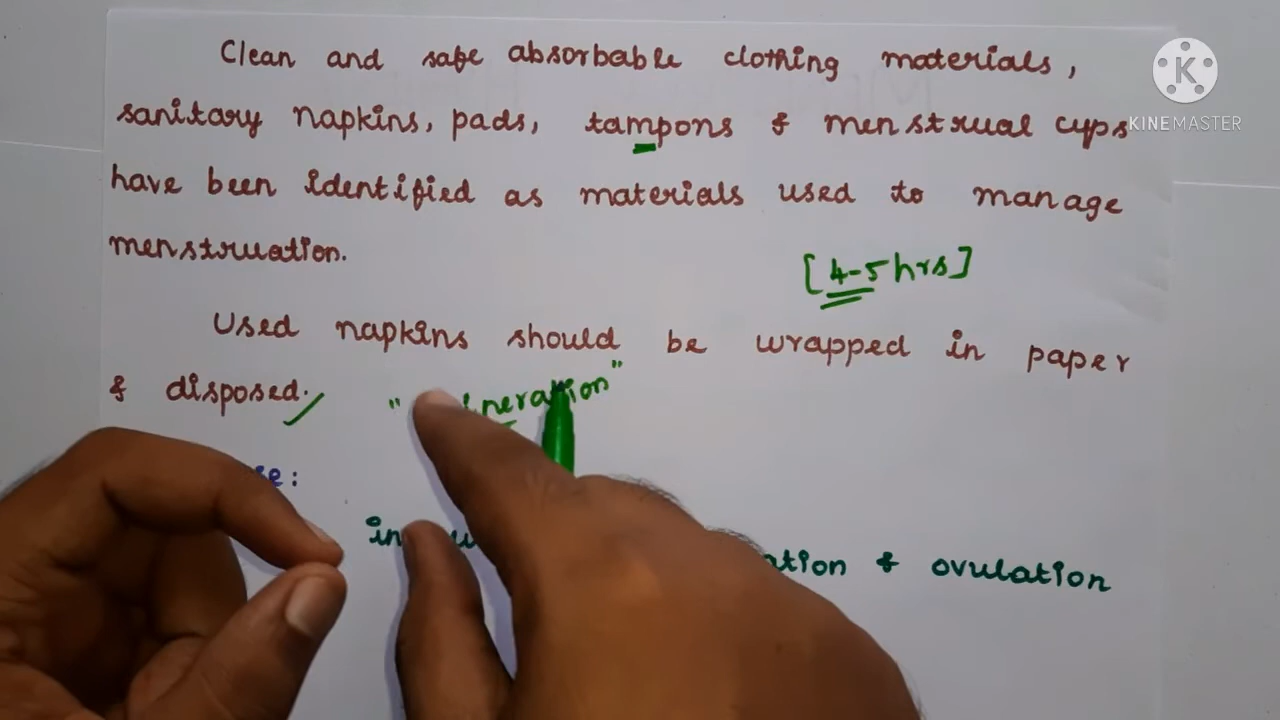 Clean and safe absorbable clothing materials,
KINEMASTER
sanitary napkins, pads, tampons & menstrual cups
have been identified as materials used to manage
menstruation.
[4-5hrs]
Used napkins should be wrapped in paper
& disposed.
& ovulation